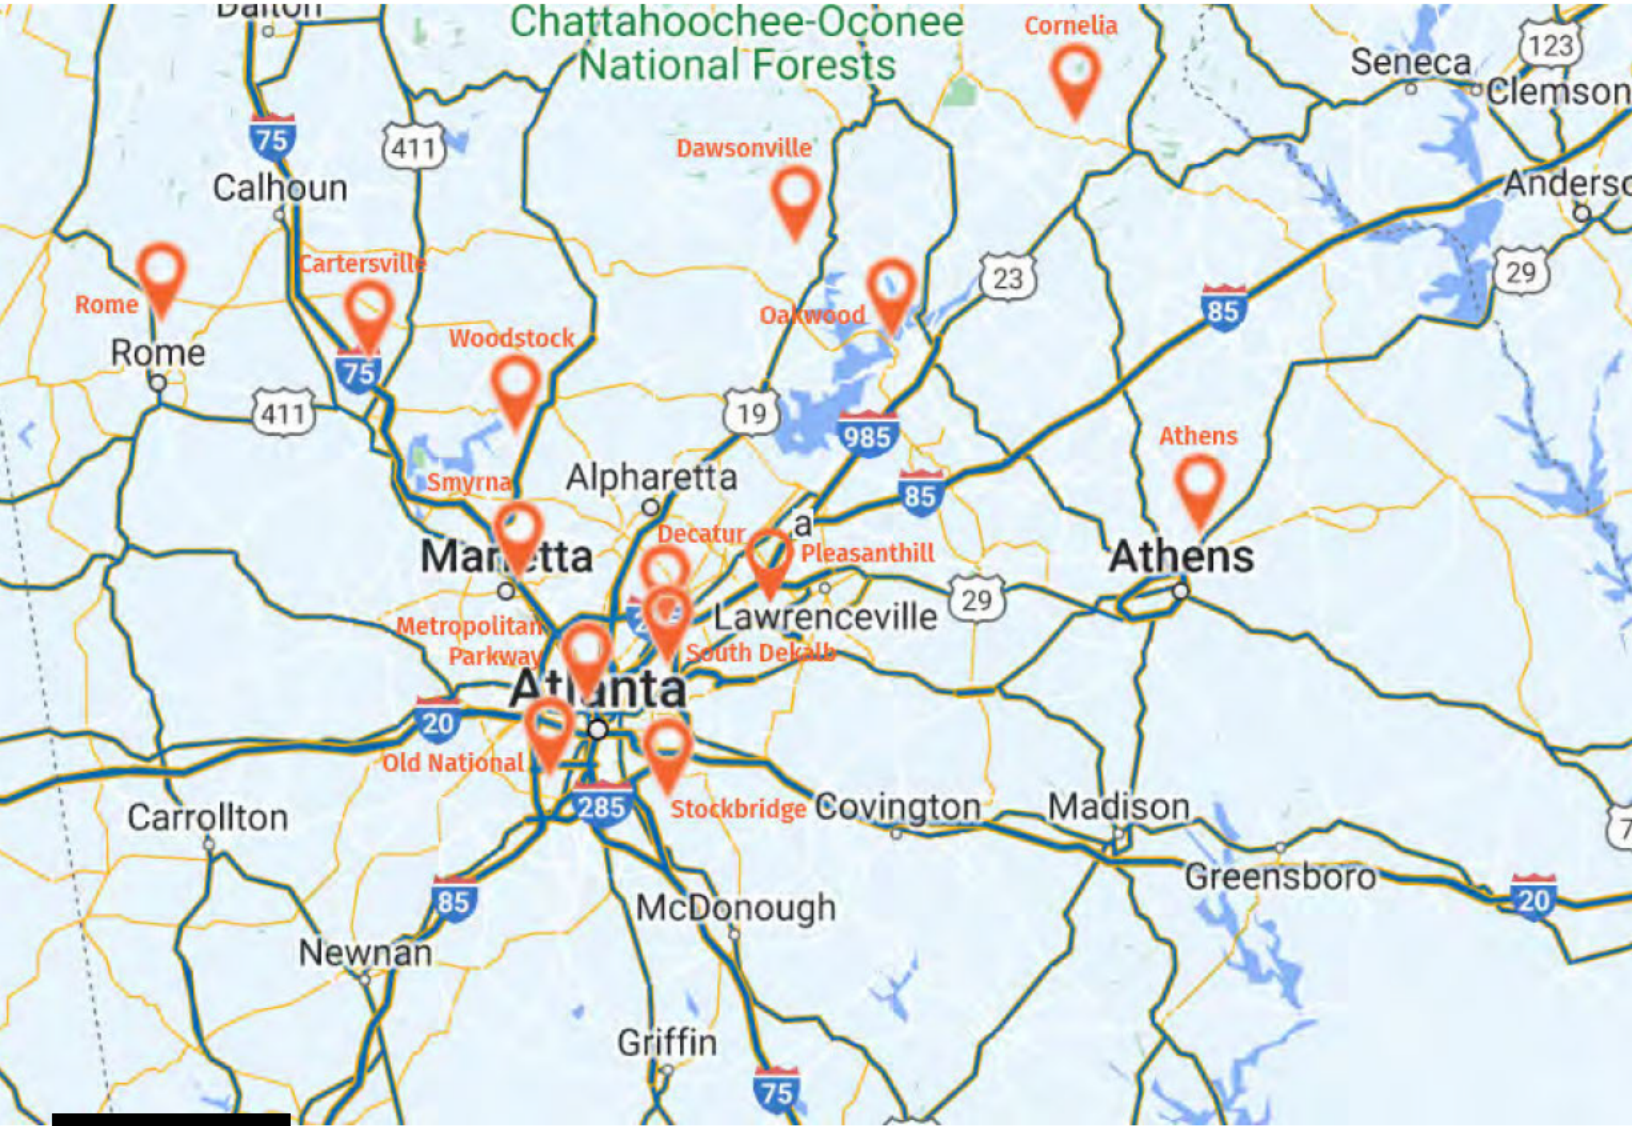 Dalton
Chattahoochee-Oconee
National Forests
Cornelia
123
Seneca
Clemson
75
411
Dawsonville
Calhoun
Anderso
Cartersville
23
29
Rome
Oakwood
85
Woodstock
Rome
75
411
19
985
Athens
Smyrna
Alpharetta
85
a
Decatur
Pleasanthill
Marietta
Athens
29
Lawrenceville
Metropolitan
Parkway
South Dekalb
Atlanta
20
Old National
285
Stockbridge
Covington
Madison
Carrollton
7
Greensboro
85
20
McDonough
Newnan
Griffin
75